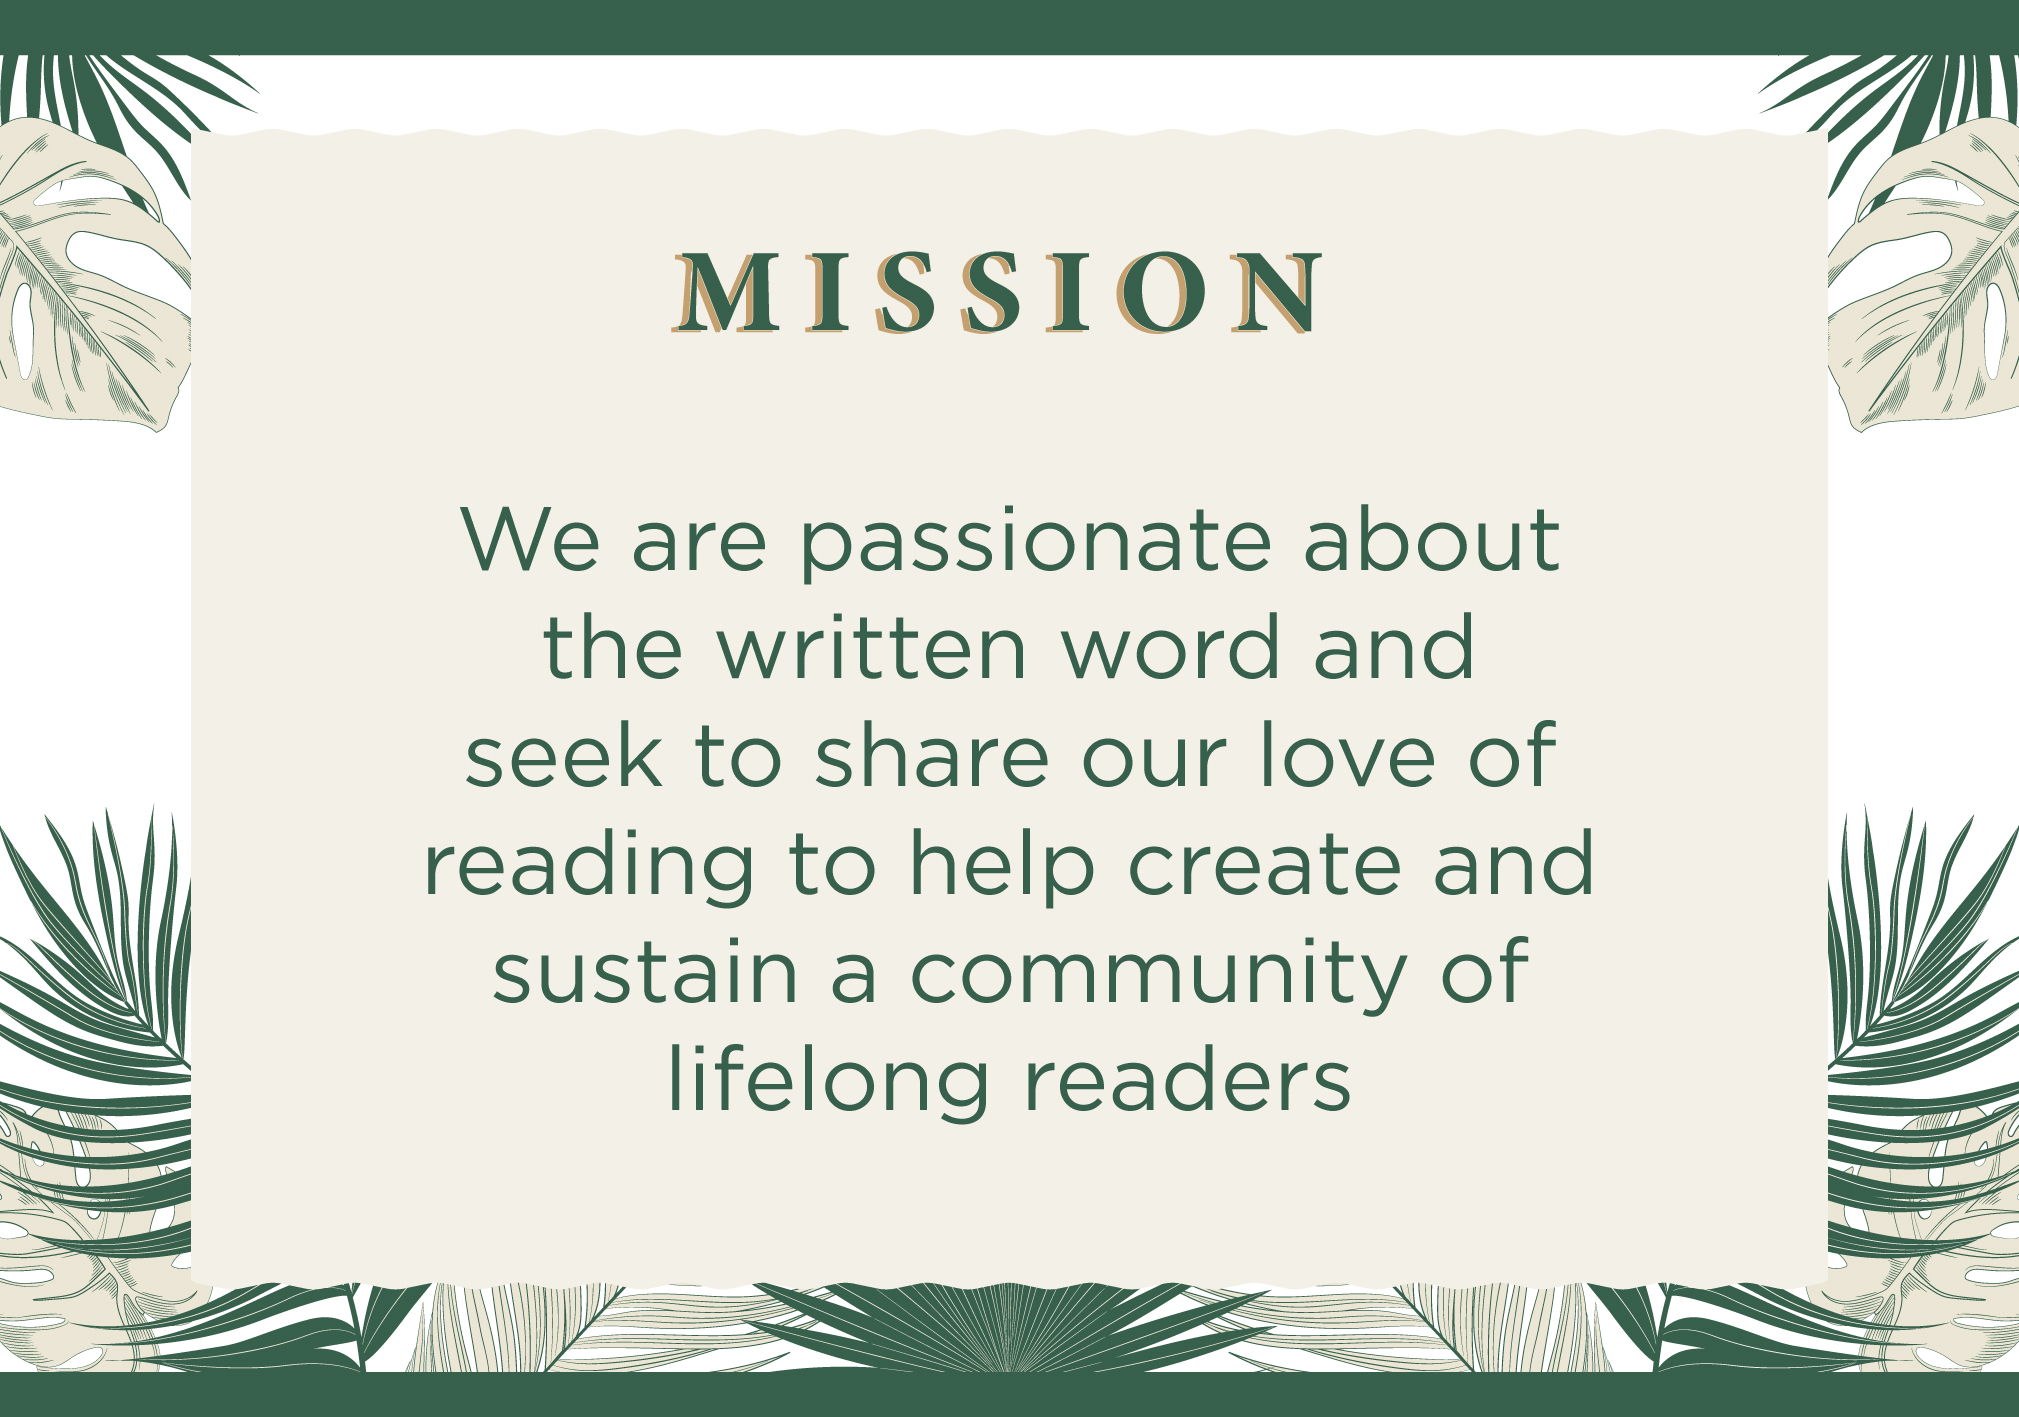 MISSION
We are passionate about
the written word and
seek to share our love of
reading to help create and
sustain a community of
lifelong readers